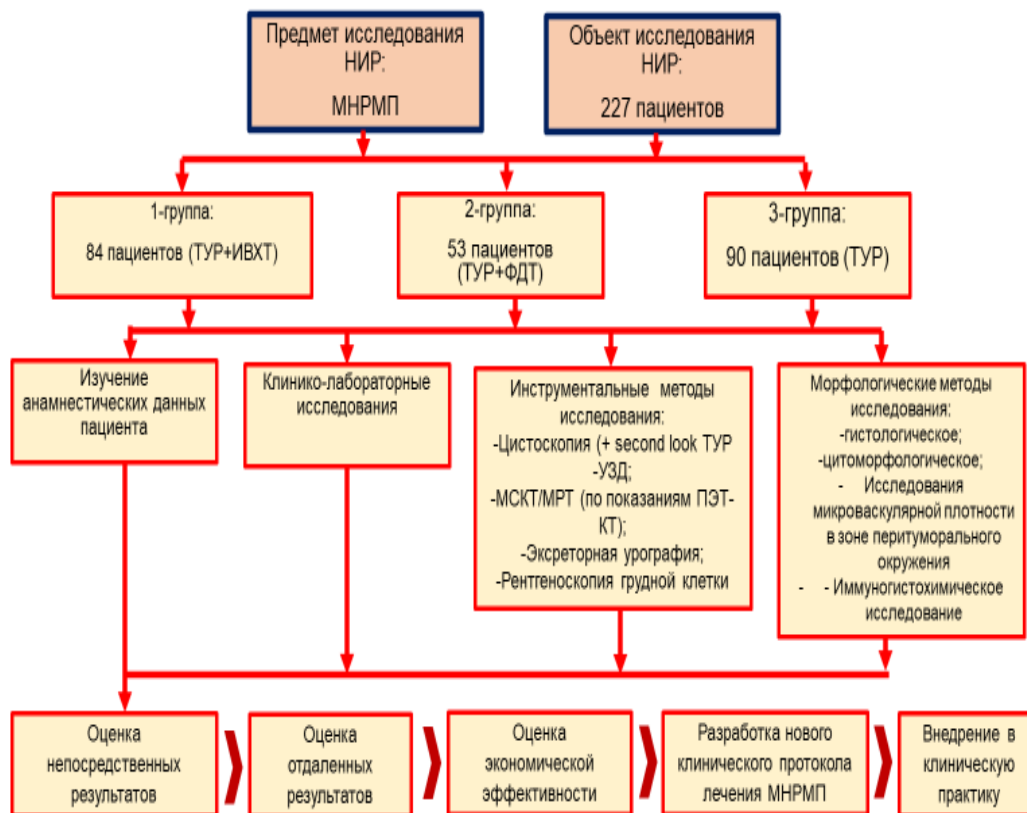 Предмет исследования
НИР:
МНРМП
Объект исследования
НИР:
227 пациентов
1-группа:
84 пациентов (ТУР+ИВХТ)
2-группа:
53 пациентов
(ТУР+ФДТ)
3-группа:
90 пациентов (ТУР)
Изучение
анамнестических данных
пациента
Клинико-лабораторные
исследования
Инструментальные методы
исследования:
-Цистоскопия (+ second look ТУР
-УЗД;
-МСКТ/МРТ (по показаниям ПЭТ-
КТ);
-Эксреторная урография;
-Рентгеноскопия грудной клетки
Морфологические методы
исследования:
-гистологическое;
-цитоморфологическое;
- Исследования
микроваскулярной плотности
в зоне перитуморального
окружения
- - Иммуногистохимическое
исследование
Оценка
непосредственных
результатов
Оценка
отдаленных
результатов
Оценка
экономической
эффективности
Разработка нового
клинического протокола
лечения МНРМП
Внедрение в
клиническую
практику